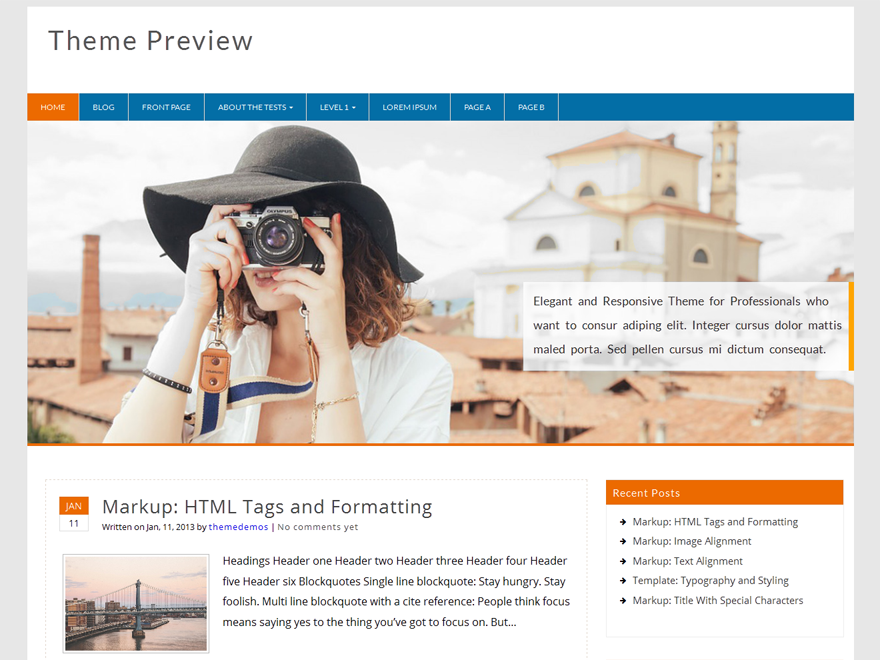 Theme Preview
HOME BLOG FRONT PAGE ABOUT THE TESTS LEVEL 1 LOREM IPSUM PAGE A PAGE B
OLYMPUS
Elegant and Responsive Theme for Professionals who
want to consur adiping elit. Integer cursus dolor mattis
maled porta. Sed pellen cursus mi dictum consequat.
JAN
11
Markup: HTML Tags and Formatting
Written on Jan, 11, 2013 by themedemos | No comments yet
Headings Header one Header two Header three Header four Header
five Header six Blockquotes Single line blockquote: Stay hungry. Stay
foolish. Multi line blockquote with a cite reference: People think focus
means saying yes to the thing you’ve got to focus on. But...
Recent Posts
Markup: HTML Tags and Formatting
Markup: Image Alignment
Markup: Text Alignment
Template: Typography and Styling
Markup: Title With Special Characters